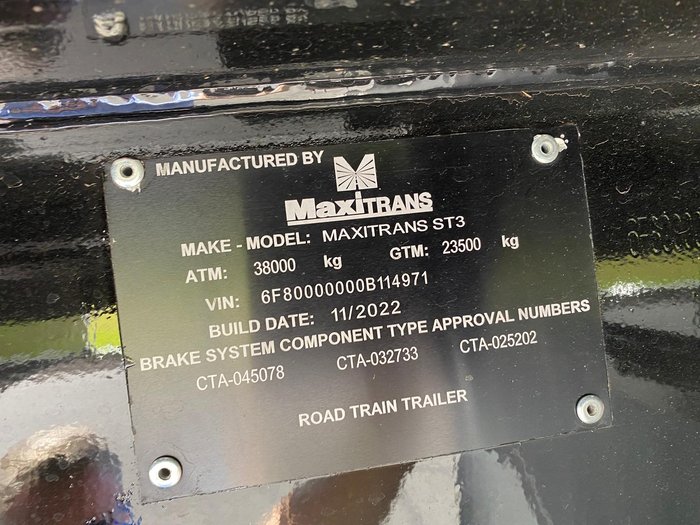 MANUFACTURED BY
MaxiTRANS
MAKE - MODEL: MAXITRANS ST3
ATM: 38000 kg GTM: 23500 kg
VIN: 6F80000000B114971
BUILD DATE: 11/2022
BRAKE SYSTEM COMPONENT TYPE APPROVAL NUMBERS
CTA-045078 CTA-032733 CTA-025202
ROAD TRAIN TRAILER